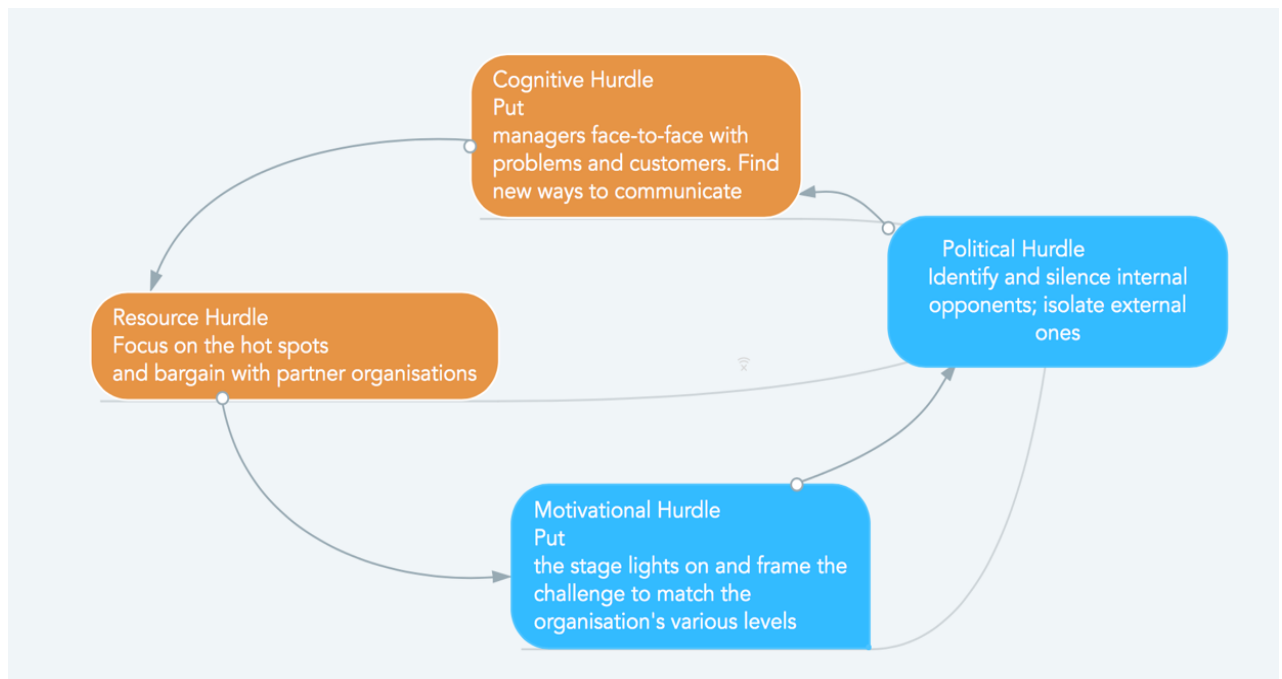 Cognitive Hurdle
Put
managers face-to-face with
problems and customers. Find
new ways to communicate
Political Hurdle
Identify and silence internal
opponents; isolate external
ones
Resource Hurdle
Focus on the hot spots
and bargain with partner organisations
Motivational Hurdle
Put
the stage lights on and frame the
challenge to match the
organisation's various levels